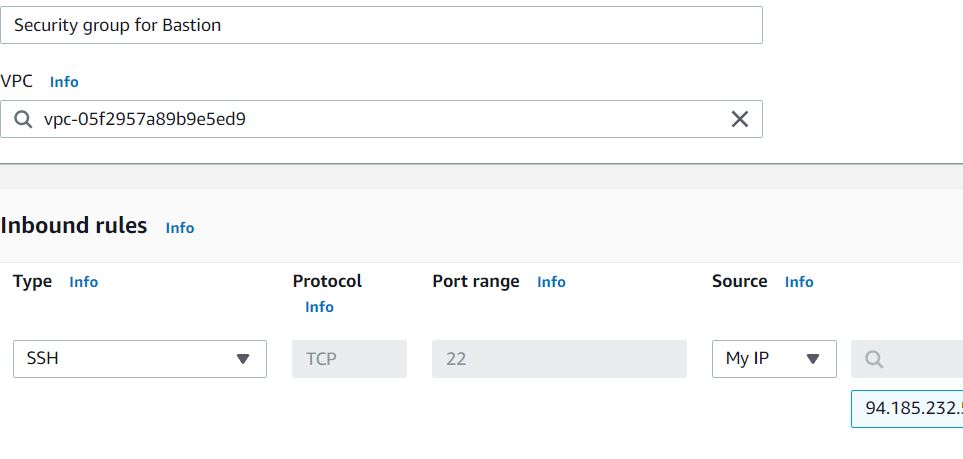 Security group for Bastion
VPC Info
vpc-05f2957a89b9e5ed9
Inbound rules Info
Type Info Protocol Info Port range Info Source Info
SSH TCP 22 My IP
94.185.232.